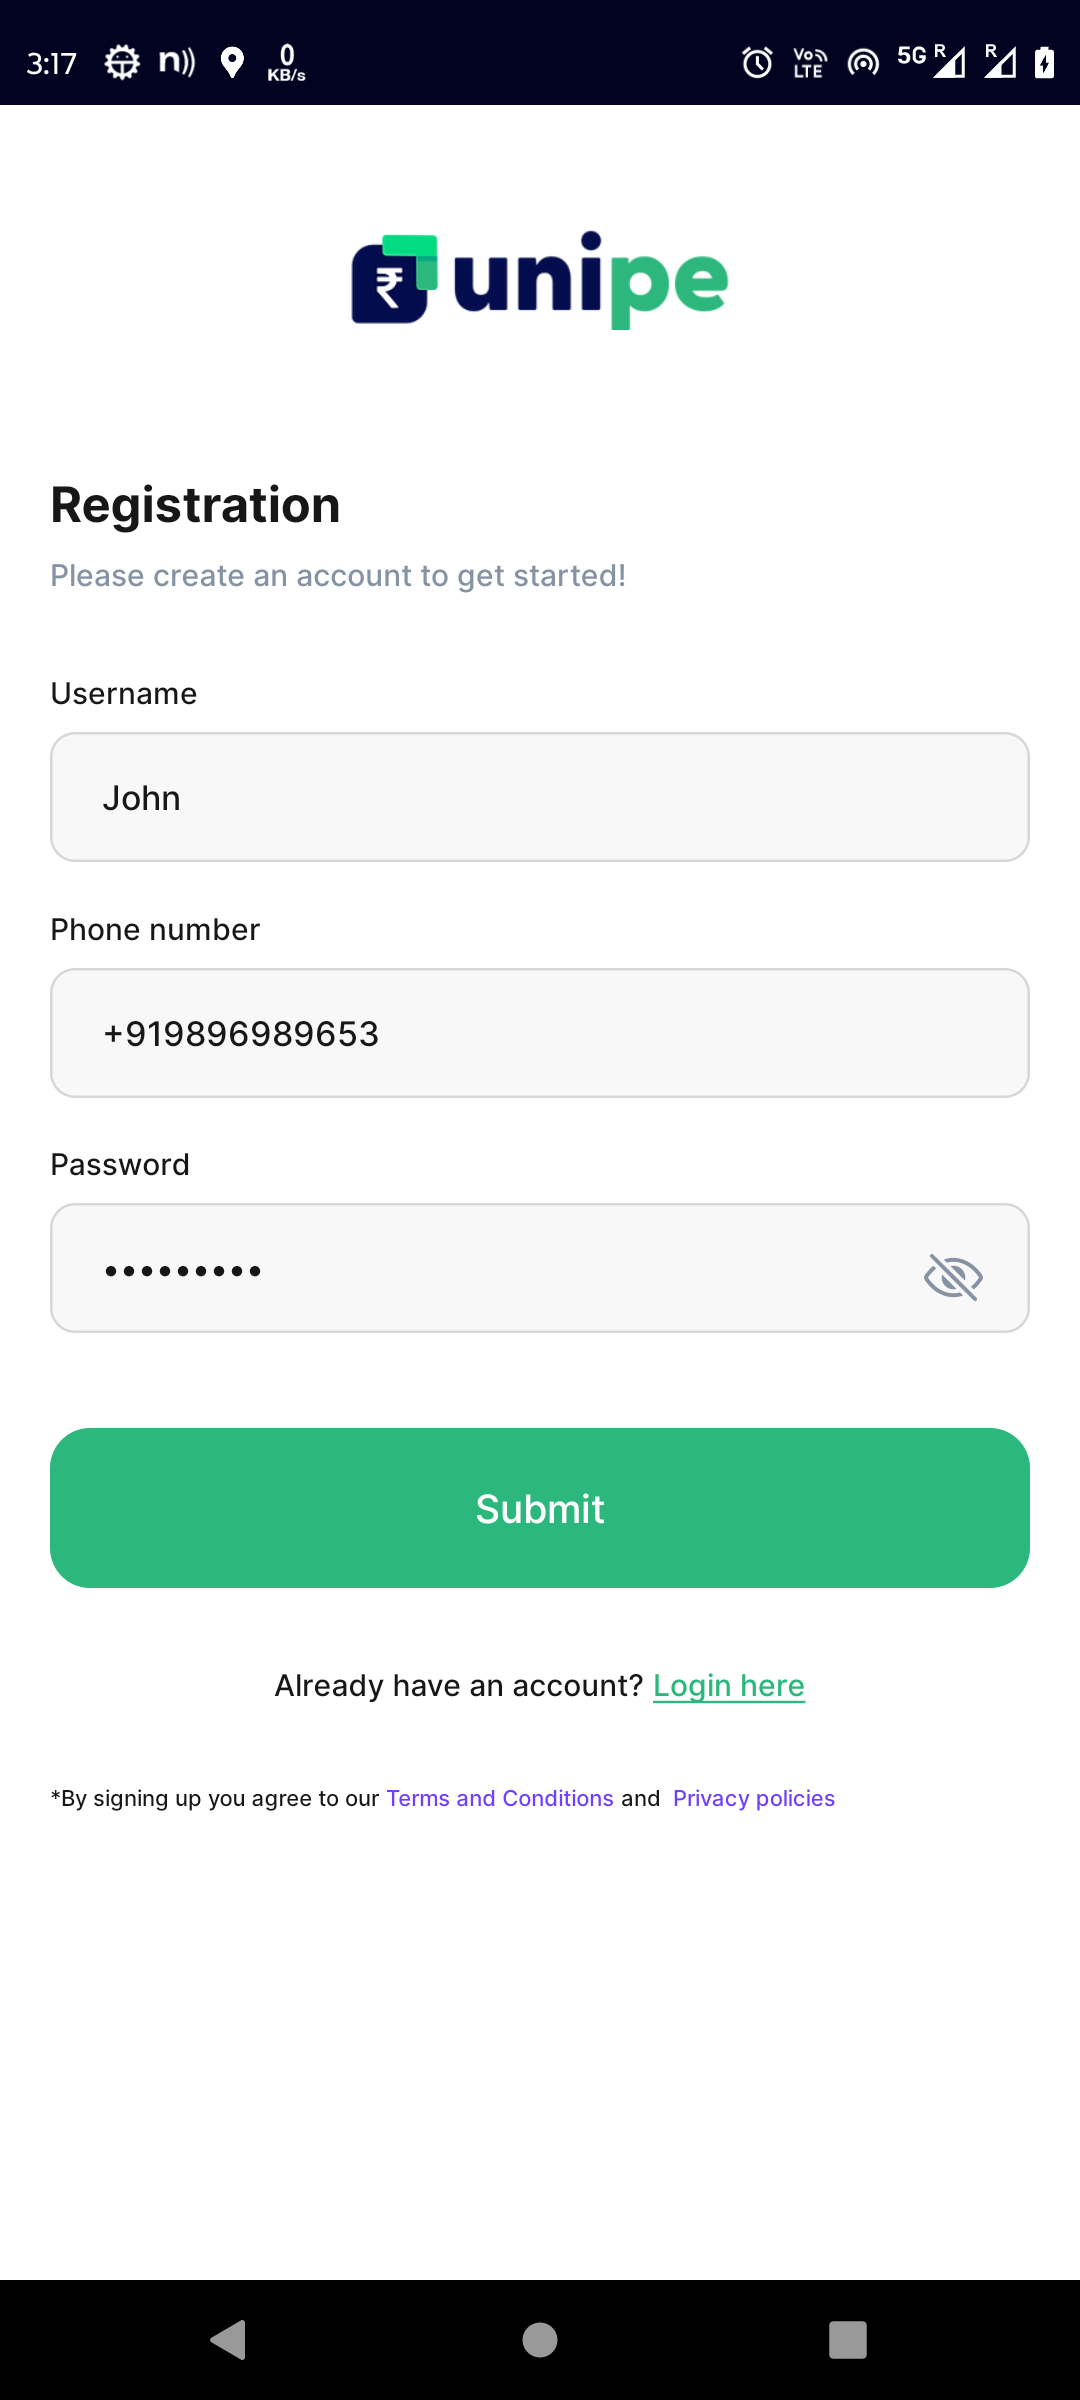 3:17 n)) 0 KB/s Vo)) LTE 5G R R
₹ unipe
Registration
Please create an account to get started!
Username
John
Phone number
+919896989653
Password
•••••••••
Submit
Already have an account? Login here
*By signing up you agree to our Terms and Conditions and Privacy policies